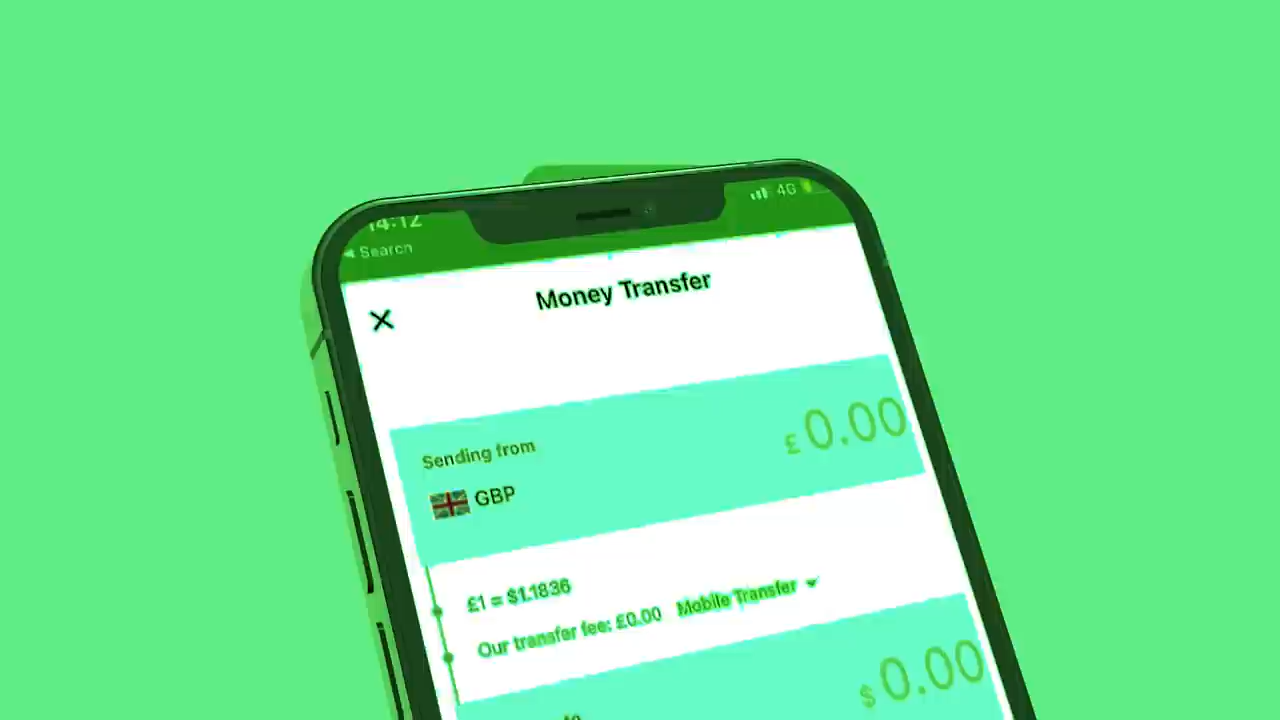 14:12
4G
Search
Money Transfer
Sending from
£ 0.00
GBP
£1 = $1.1836
Our transfer fee: £0.00 Mobile Transfer
$ 0.00